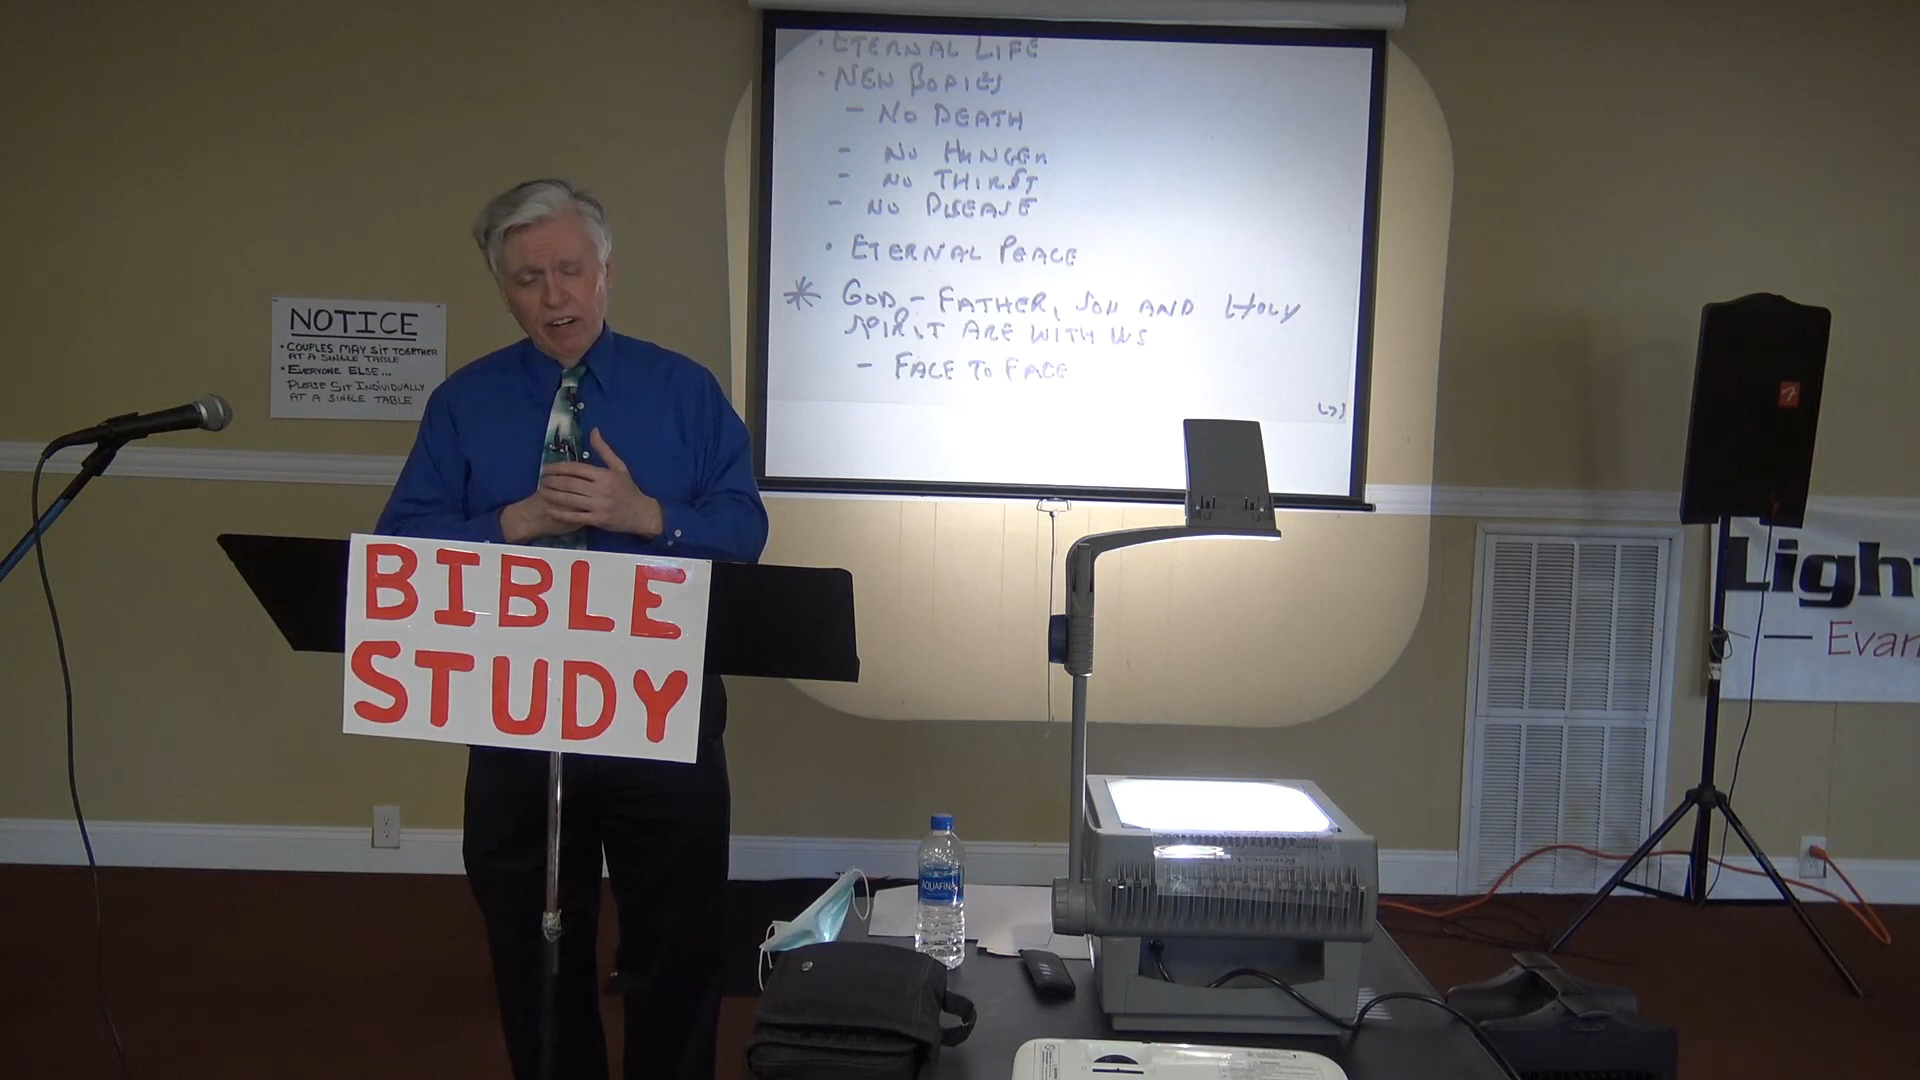 • ETERNAL LIFE
• NEW BODIES
– NO DEATH
– NO HUNGER
– NO THIRST
– NO DISEASE
• ETERNAL PEACE
* GOD – FATHER, SON AND HOLY
SPIRIT ARE WITH US
– FACE TO FACE
NOTICE
• COUPLES MAY SIT TOGETHER
AT A SINGLE TABLE
• EVERYONE ELSE...
PLEASE SIT INDIVIDUALLY
AT A SINGLE TABLE
BIBLE
STUDY
Ligh
— Evan
AQUAFINA